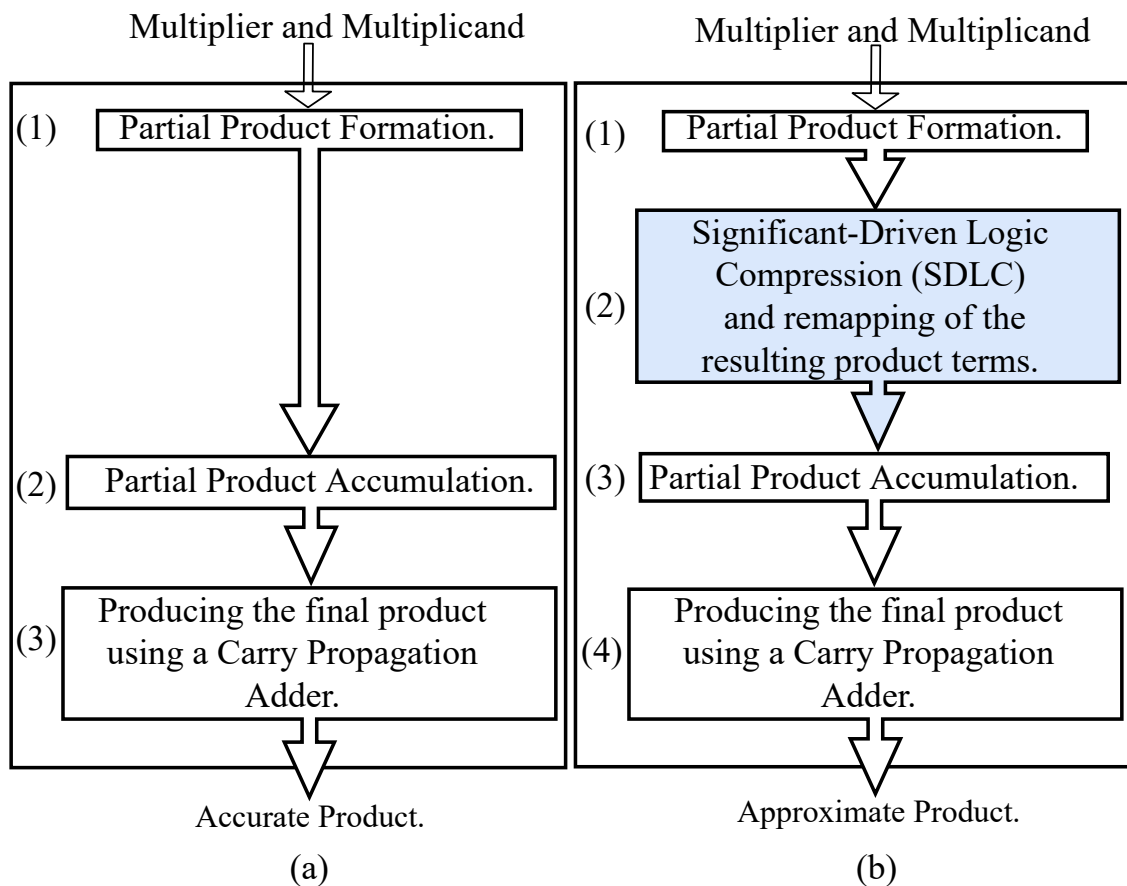 Multiplier and Multiplicand
(1)
Partial Product Formation.
(2)
Partial Product Accumulation.
(3)
Producing the final product
using a Carry Propagation
Adder.
Accurate Product.
(a)
Multiplier and Multiplicand
(1)
Partial Product Formation.
(2)
Significant-Driven Logic
Compression (SDLC)
and remapping of the
resulting product terms.
(3)
Partial Product Accumulation.
(4)
Producing the final product
using a Carry Propagation
Adder.
Approximate Product.
(b)